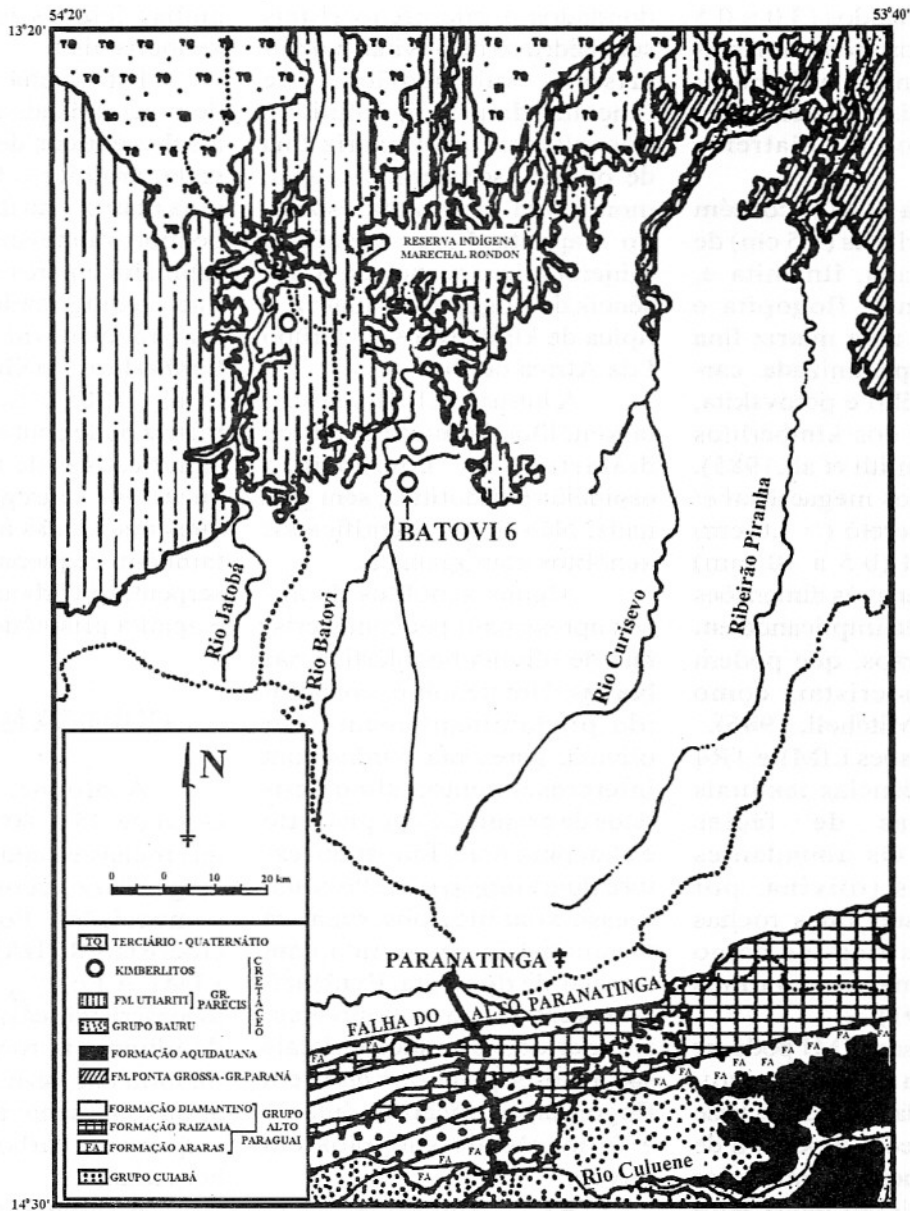 54°20'
53°40'
13°20'
RESERVA INDÍGENA
MARECHAL RONDON
BATOVI 6
Rio Jatobá
Rio Batovi
Rio Curisevo
Ribeirão Piranha
N
0 10 20 km
PARANATINGA
FALHA DO ALTO PARANATINGA
Rio Culuene
TQ TERCIÁRIO - QUATERNÁTIO
KIMBERLITOS
FM. UTIARITI
GR. PARECIS
GRUPO BAURU
CRETÁCEO
FORMAÇÃO AQUIDAUANA
FM. PONTA GROSSA-GR.PARANÁ
FORMAÇÃO DIAMANTINO
FORMAÇÃO RAIZAMA
FA FORMAÇÃO ARARAS
GRUPO
ALTO
PARAGUAI
GRUPO CUIABÁ
14°30'